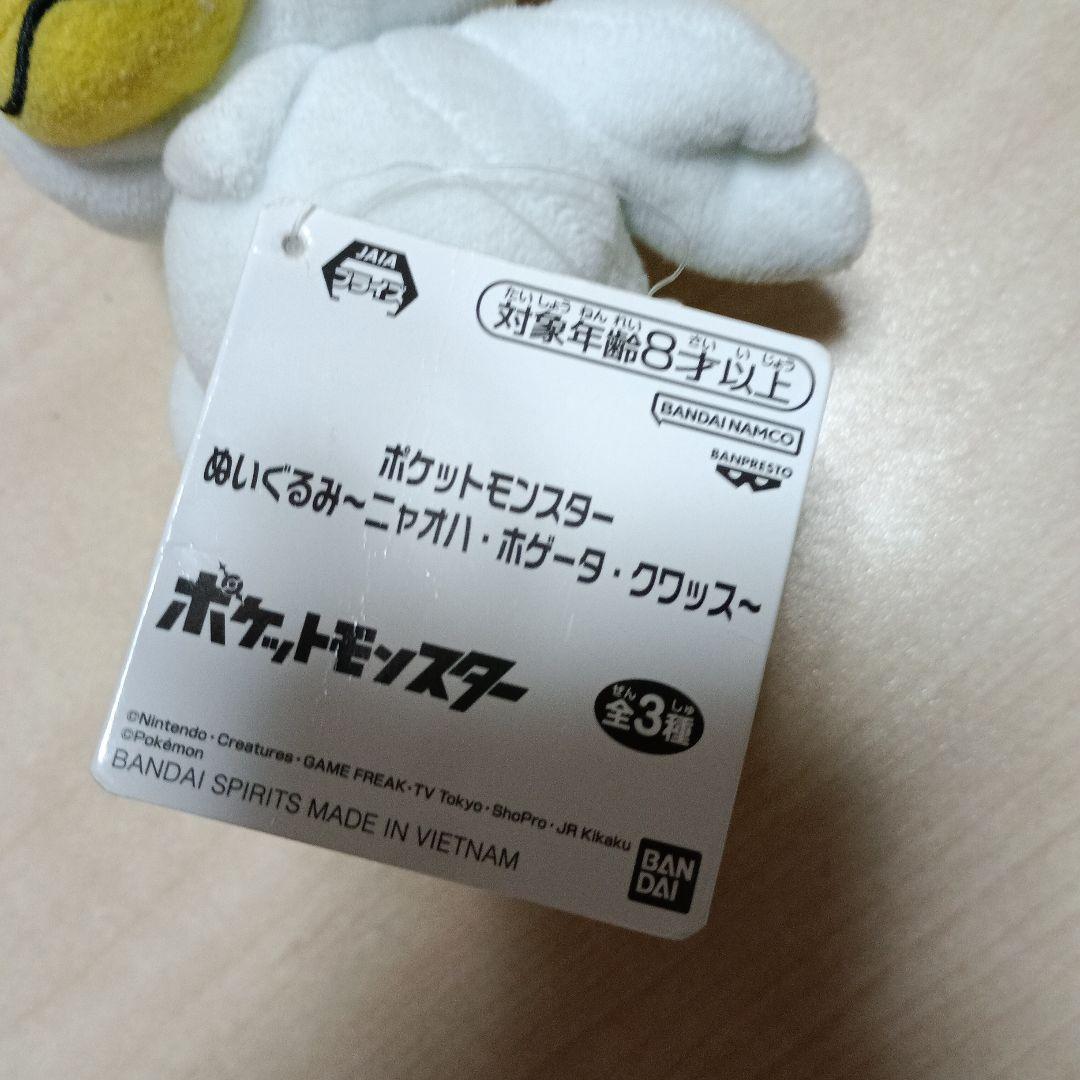 JAIA
プライズ
たいしょうねんれい さいいじょう
対象年齢8才以上
BANDAI NAMCO
BANPRESTO
ポケットモンスター
ぬいぐるみ~ニャオハ・ホゲータ・クワッス~
ポケットモンスター
ぜん しゅ
全3種
©Nintendo・Creatures・GAME FREAK・TV Tokyo・ShoPro・JR Kikaku
©Pokémon
BANDAI SPIRITS MADE IN VIETNAM
BAN
DAI